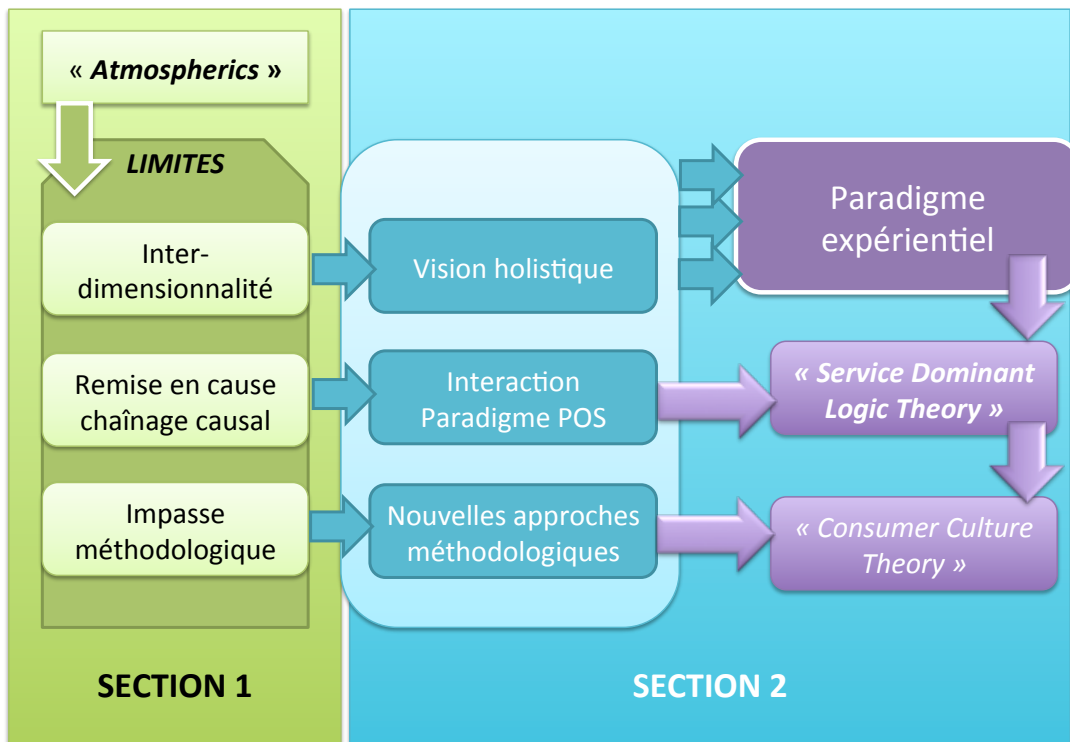 « Atmospherics »
LIMITES
Inter-
dimensionnalité
Remise en cause
chaînage causal
Impasse
méthodologique
SECTION 1
Vision holistique
Interaction
Paradigme POS
Nouvelles approches
méthodologiques
Paradigme
expérientiel
« Service Dominant
Logic Theory »
« Consumer Culture
Theory »
SECTION 2